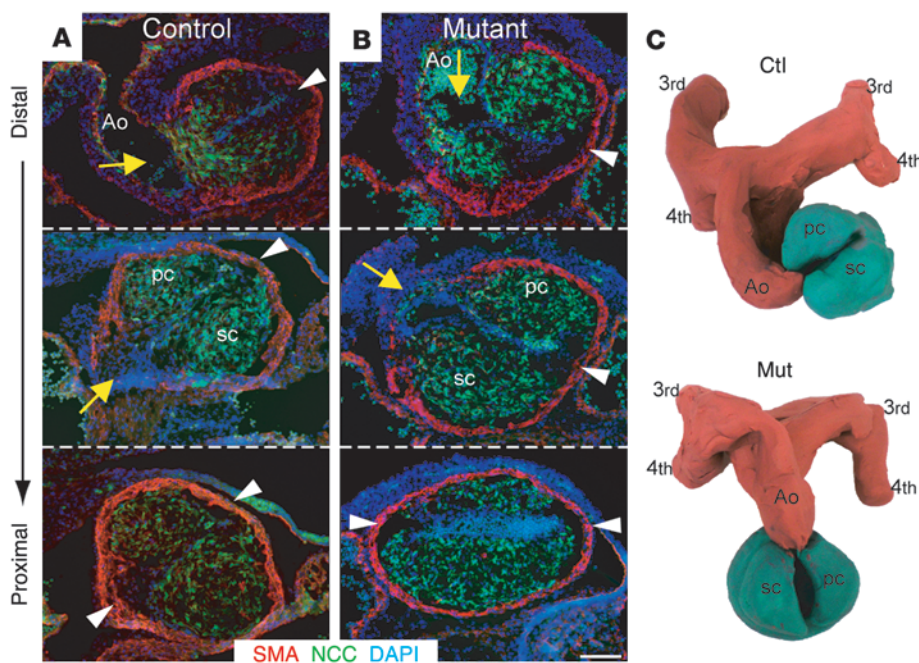 A
Control
B
Mutant
C
Distal
Proximal
Ao
Ao
pc
sc
pc
sc
SMA NCC DAPI
Ctl
3rd
3rd
4th
4th
pc
sc
Ao
Mut
3rd
3rd
4th
4th
Ao
sc
pc